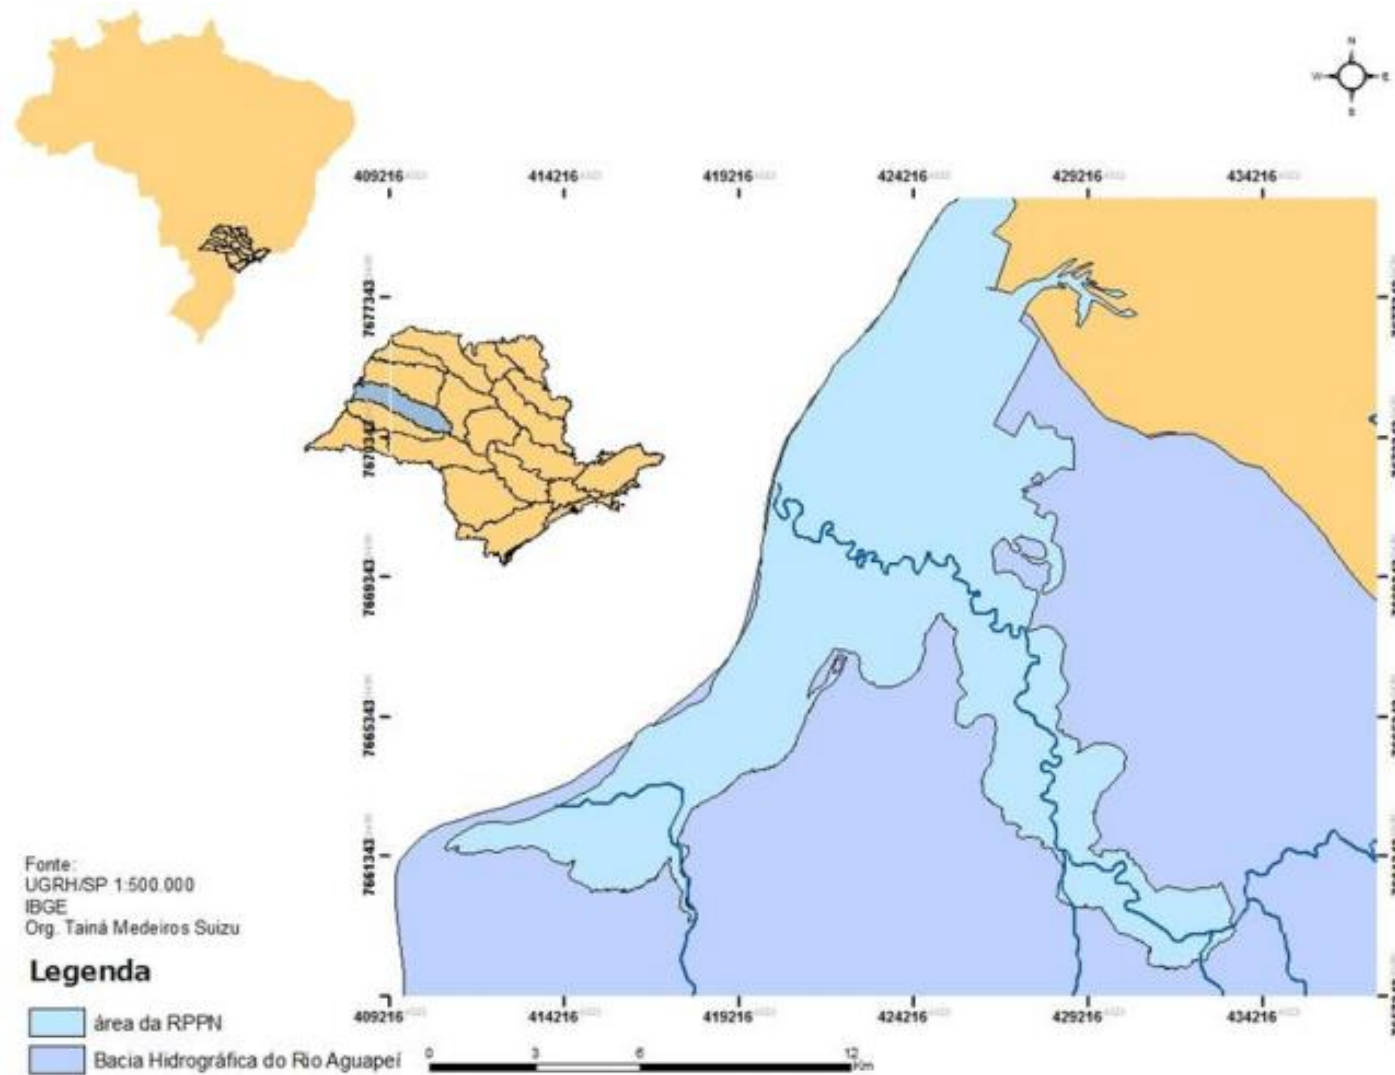 N
W E
S
409216 414216 419216 424216 429216 434216
7677343
7669343
7665343
7661343
409216 414216 419216 424216 429216 434216
Fonte:
UGRH/SP 1:500.000
IBGE
Org. Tainá Medeiros Suizu
Legenda
área da RPPN
Bacia Hidrográfica do Rio Aguapeí
0 3 6 12
Km